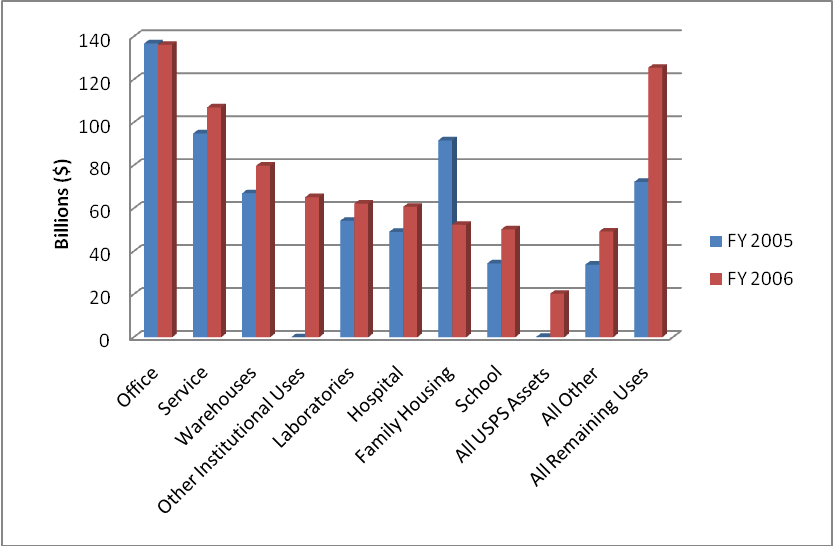 140
120
100
80
60
40
20
0
Billions ($)
Office
Service
Warehouses
Other Institutional Uses
Laboratories
Hospital
Family Housing
School
All USPS Assets
All Other
All Remaining Uses
FY 2005
FY 2006